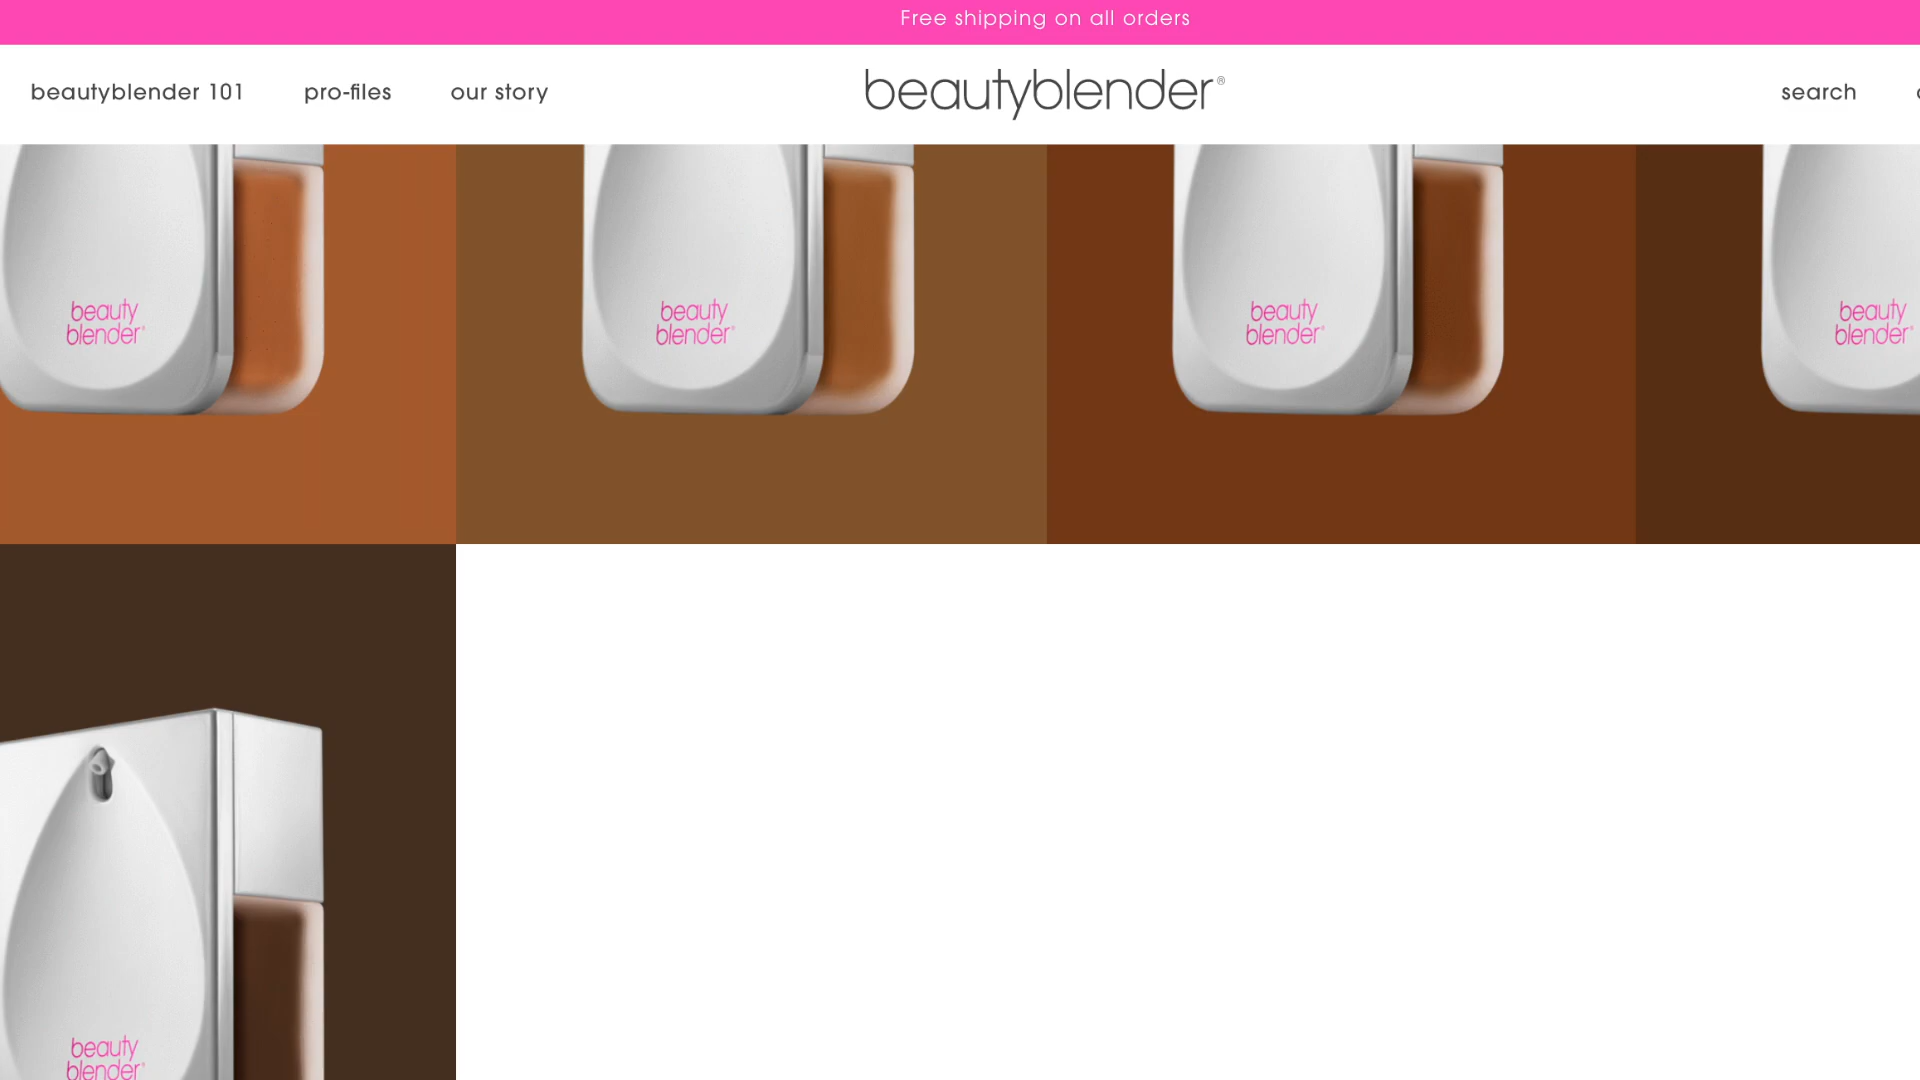 Free shipping on all orders
beautyblender 101
pro-files
our story
beautyblender®
search
beauty
blender
beauty
blender
beauty
blender
beauty
blender
beauty
blender